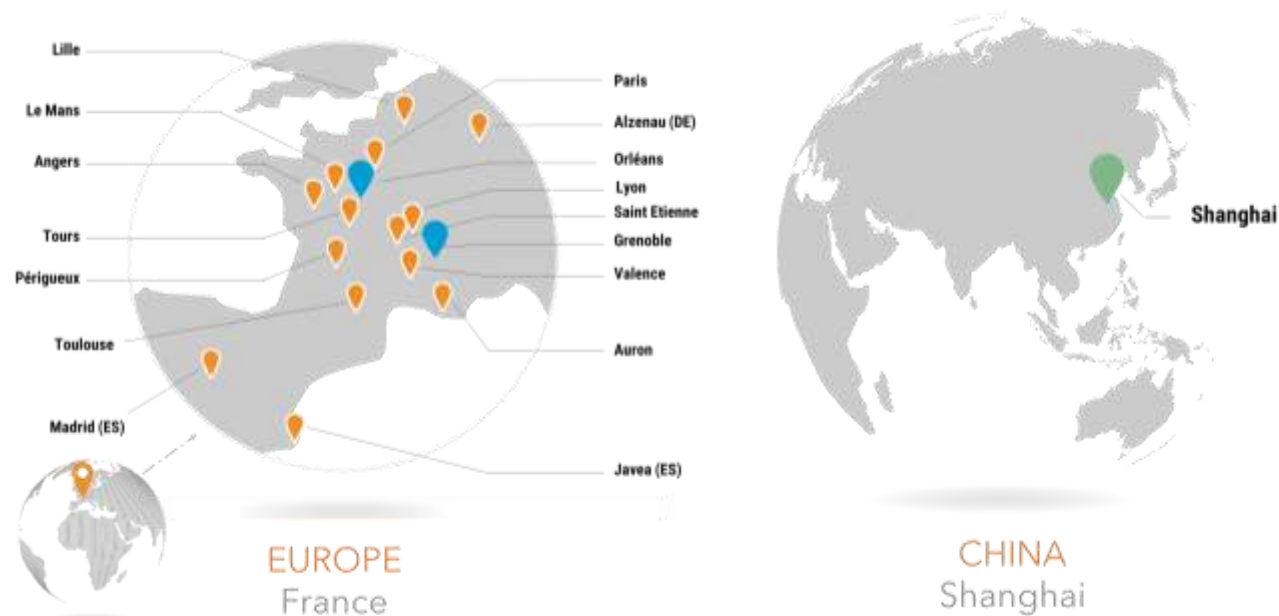 Lille
Le Mans
Angers
Tours
Périgueux
Toulouse
Madrid (ES)
Paris
Alzenau (DE)
Orléans
Lyon
Saint Etienne
Grenoble
Valence
Auron
Javea (ES)
EUROPE
France
Shanghai
CHINA
Shanghai